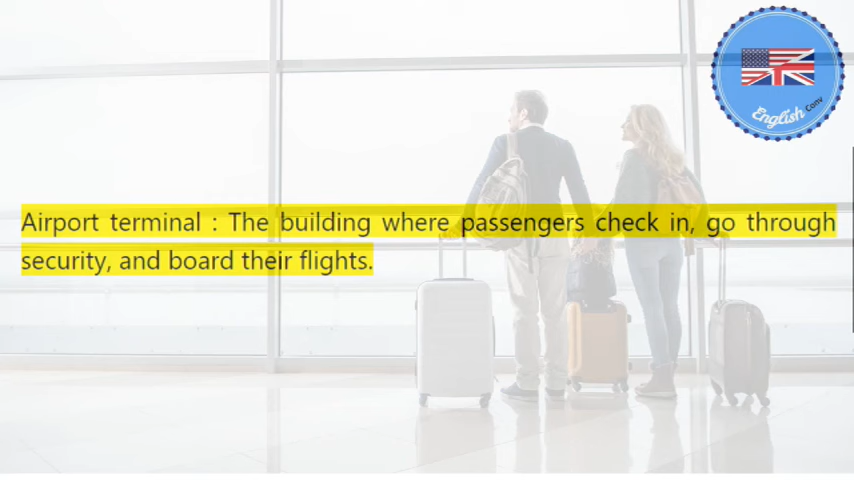 English Conv
Airport terminal : The building where passengers check in, go through
security, and board their flights.